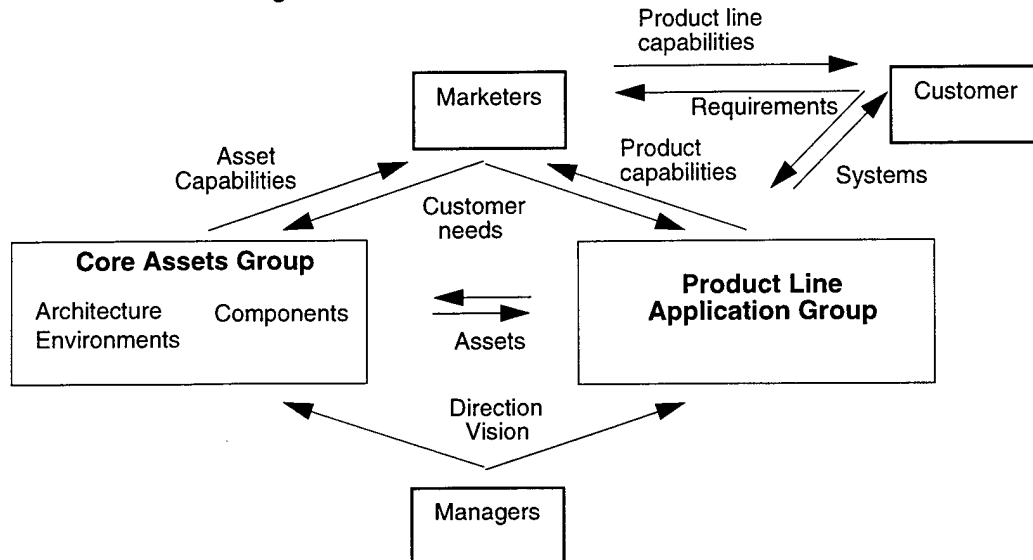 Product line
capabilities
Marketers
Customer
Requirements
Asset
Capabilities
Product
capabilities
Systems
Customer
needs
Core Assets Group
Architecture
Environments
Components
Product Line
Application Group
Assets
Direction
Vision
Managers